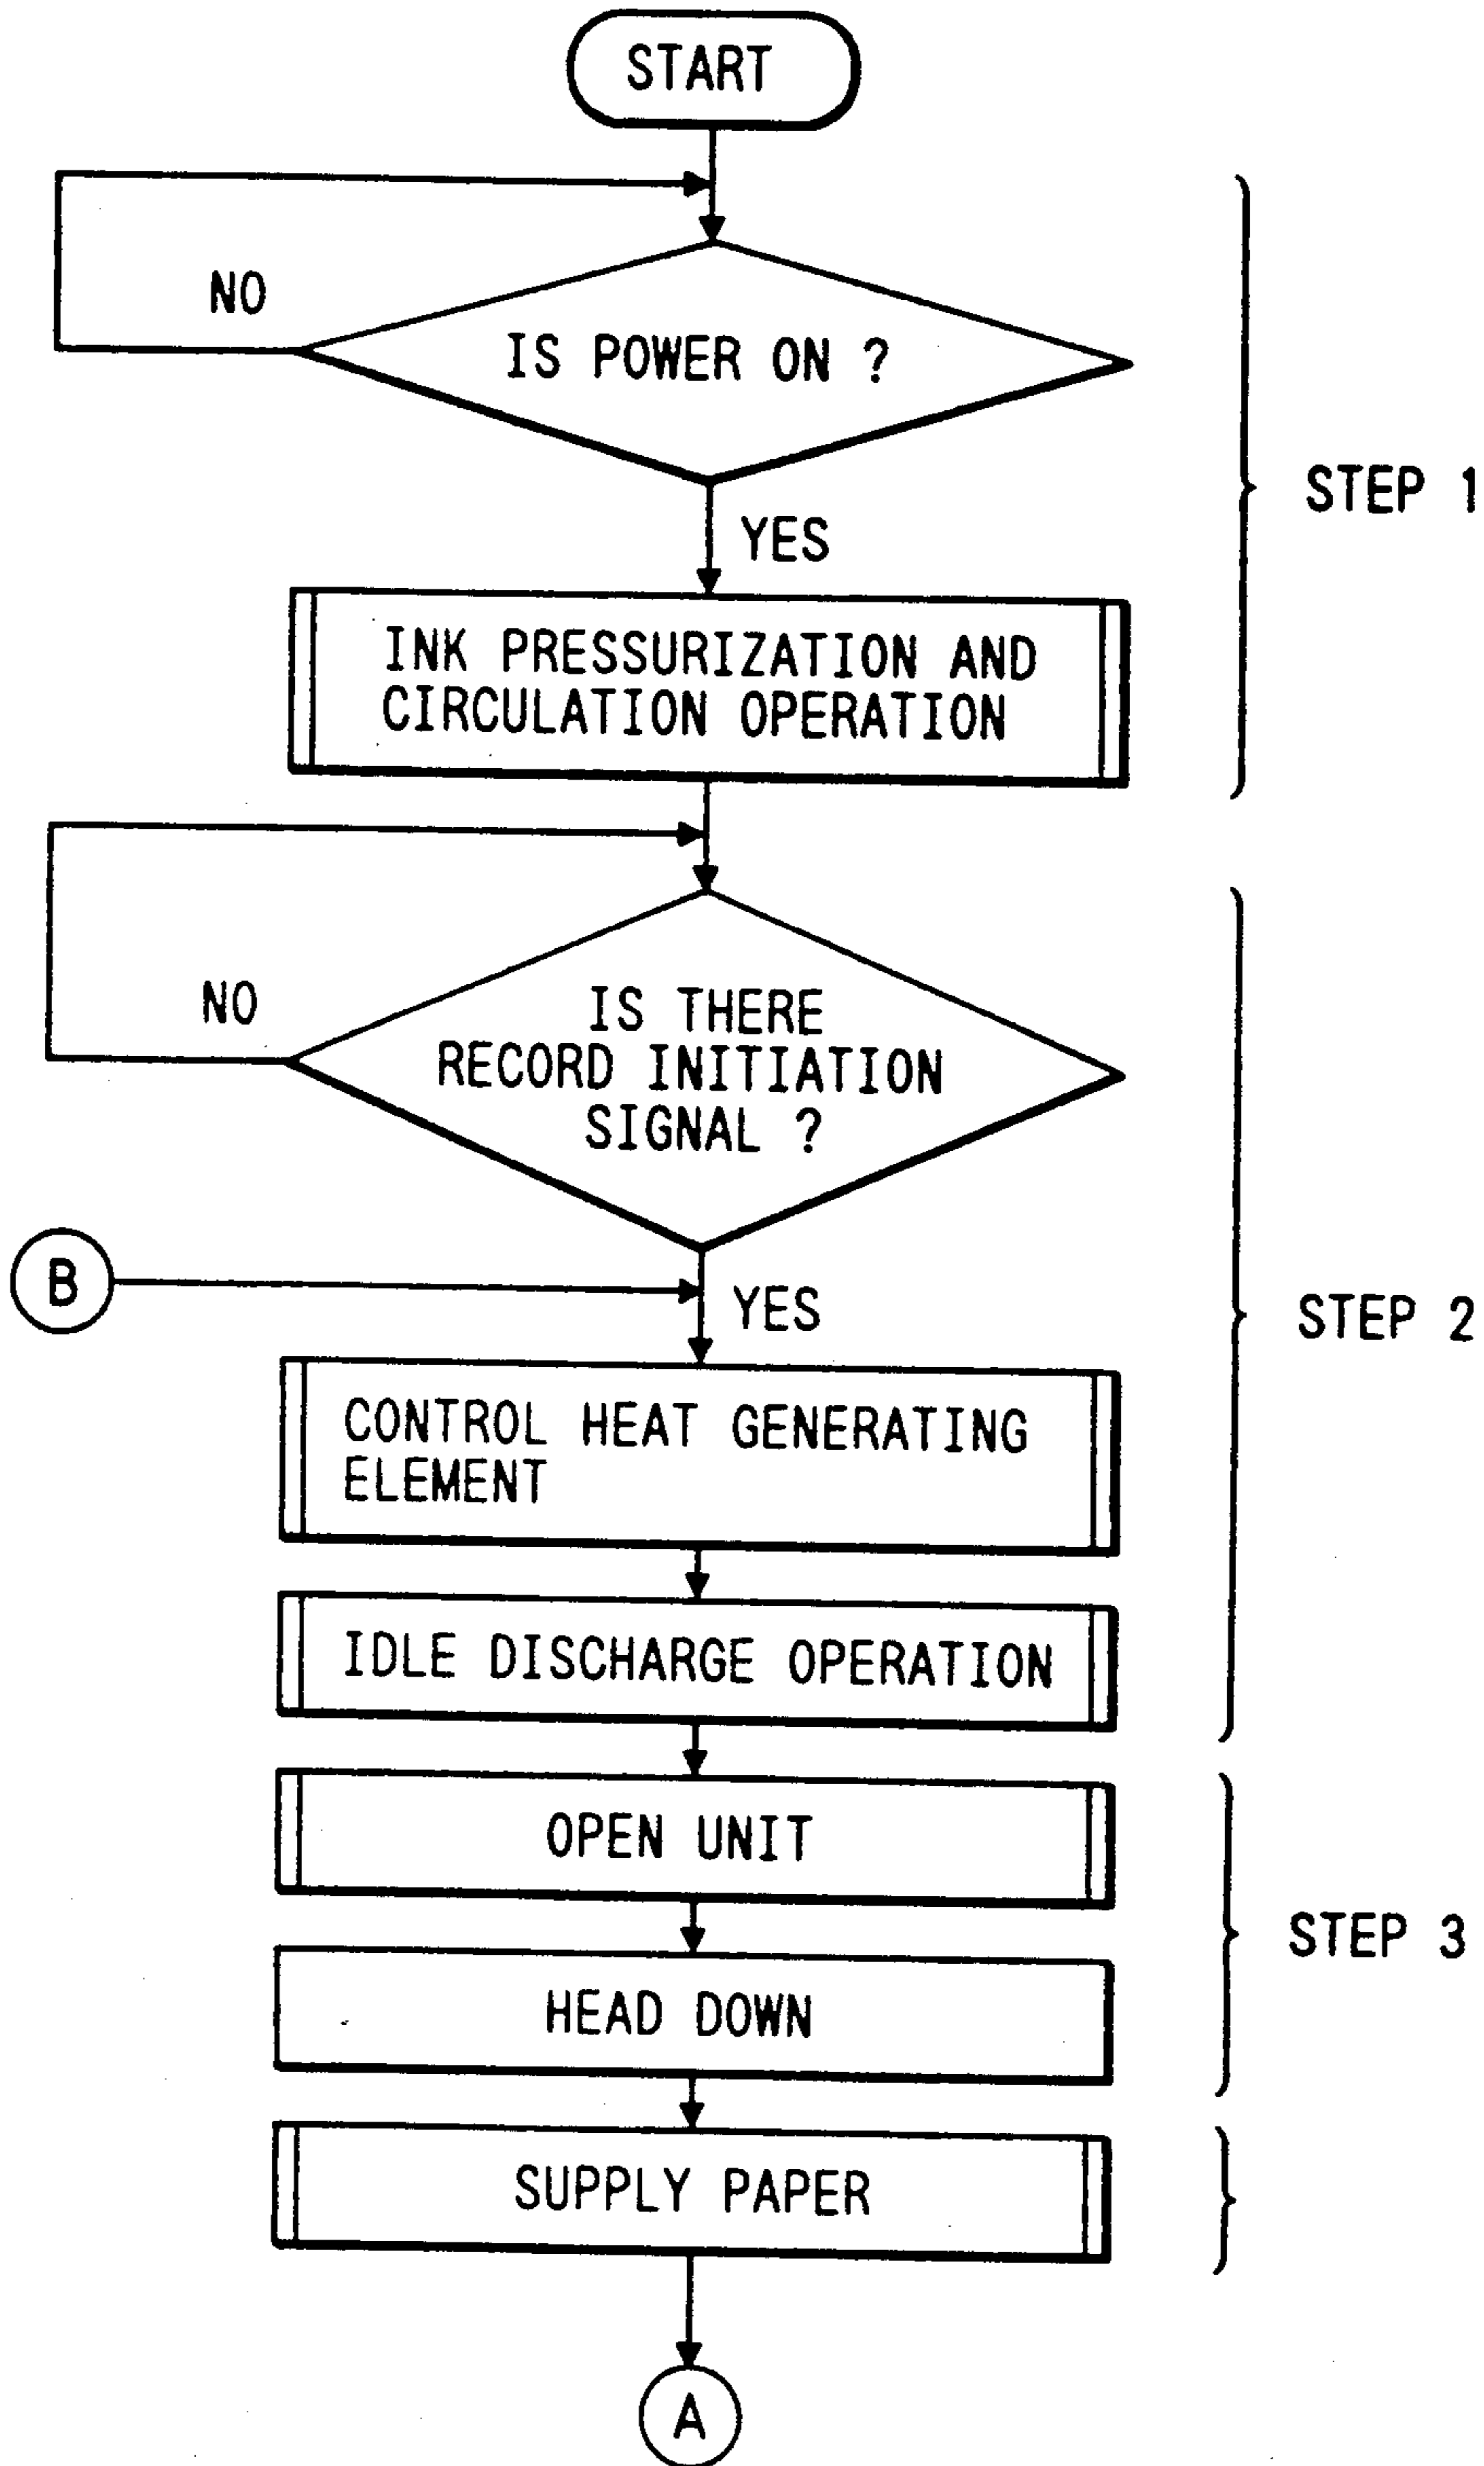 START
NO
IS POWER ON ?
STEP 1
YES
INK PRESSURIZATION AND
CIRCULATION OPERATION
NO
IS THERE
RECORD INITIATION
SIGNAL ?
B
YES
STEP 2
CONTROL HEAT GENERATING
ELEMENT
IDLE DISCHARGE OPERATION
OPEN UNIT
STEP 3
HEAD DOWN
SUPPLY PAPER
A